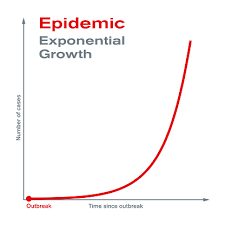 Epidemic
Exponential
Growth
Number of cases
Outbreak
Time since outbreak